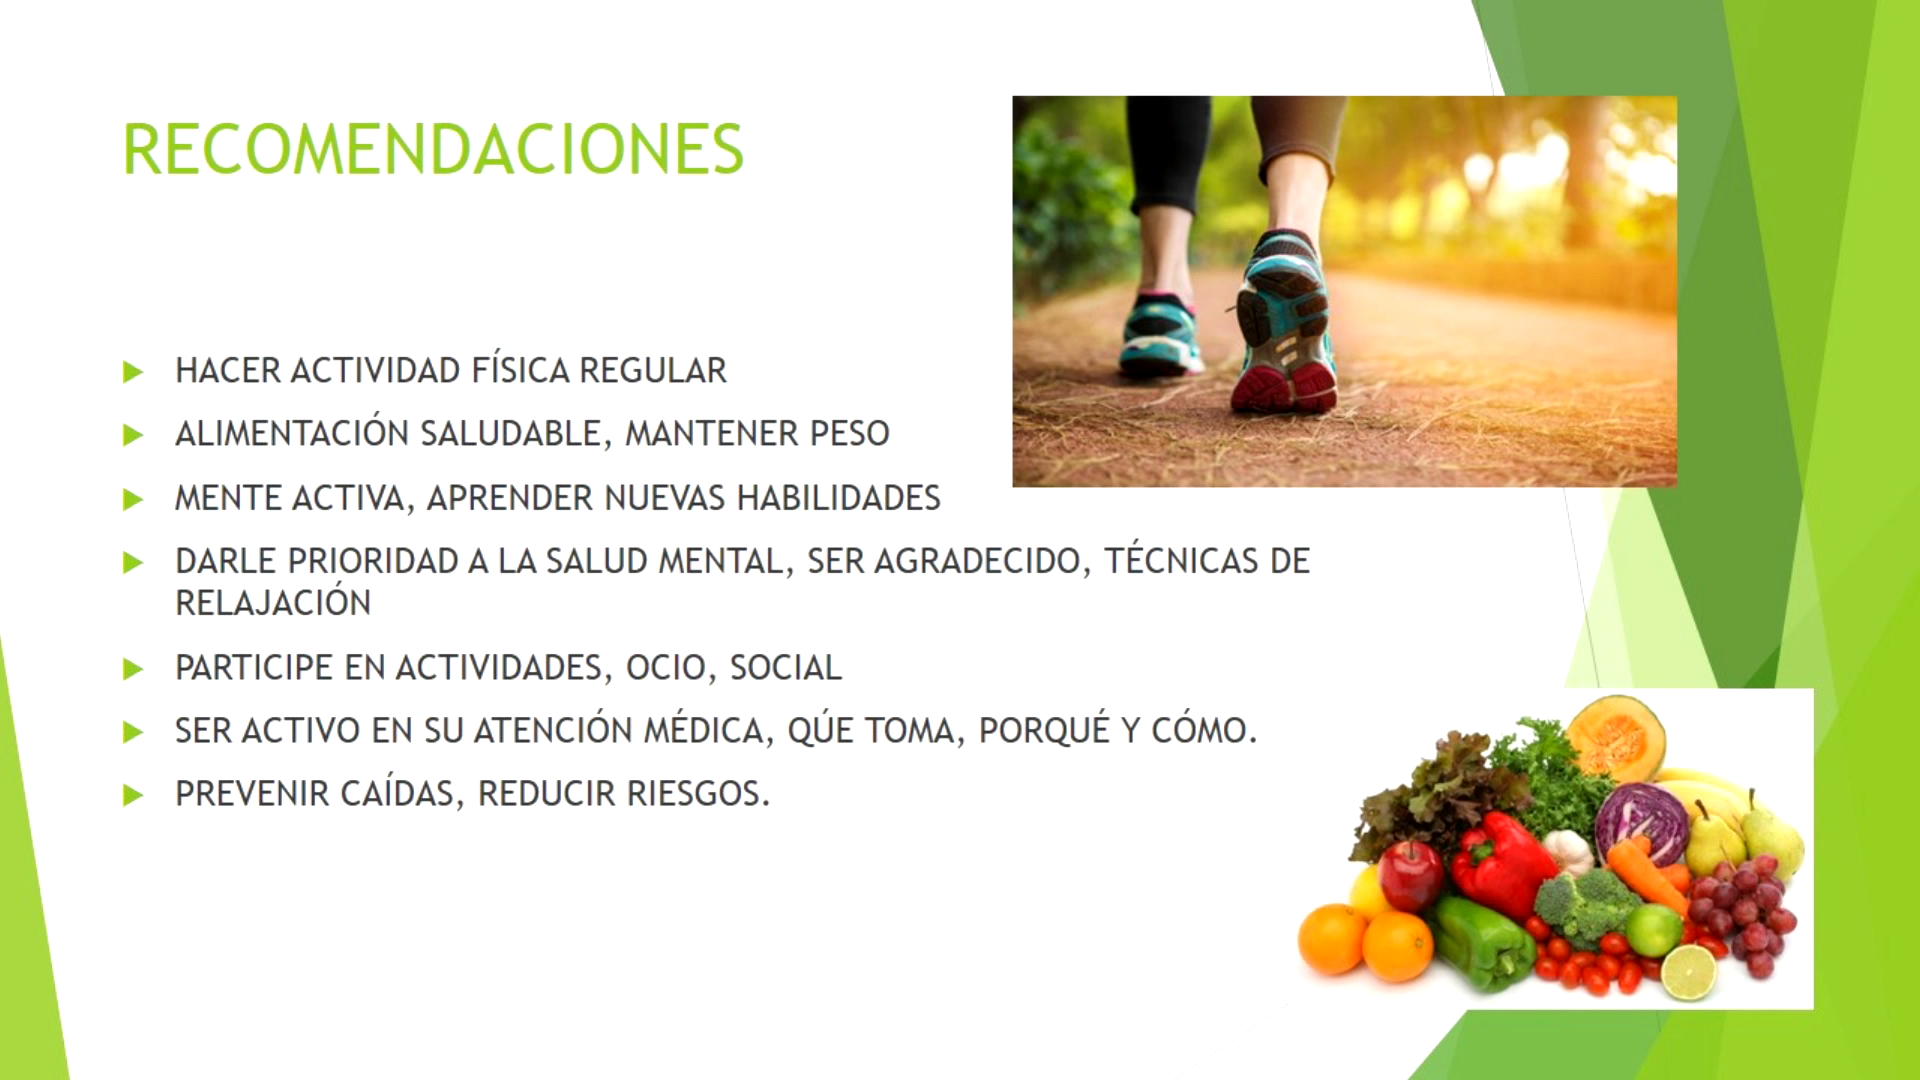 RECOMENDACIONES
HACER ACTIVIDAD FÍSICA REGULAR
ALIMENTACIÓN SALUDABLE, MANTENER PESO
MENTE ACTIVA, APRENDER NUEVAS HABILIDADES
DARLE PRIORIDAD A LA SALUD MENTAL, SER AGRADECIDO, TÉCNICAS DE
RELAJACIÓN
PARTICIPE EN ACTIVIDADES, OCIO, SOCIAL
SER ACTIVO EN SU ATENCIÓN MÉDICA, QÚE TOMA, PORQUÉ Y CÓMO.
PREVENIR CAÍDAS, REDUCIR RIESGOS.